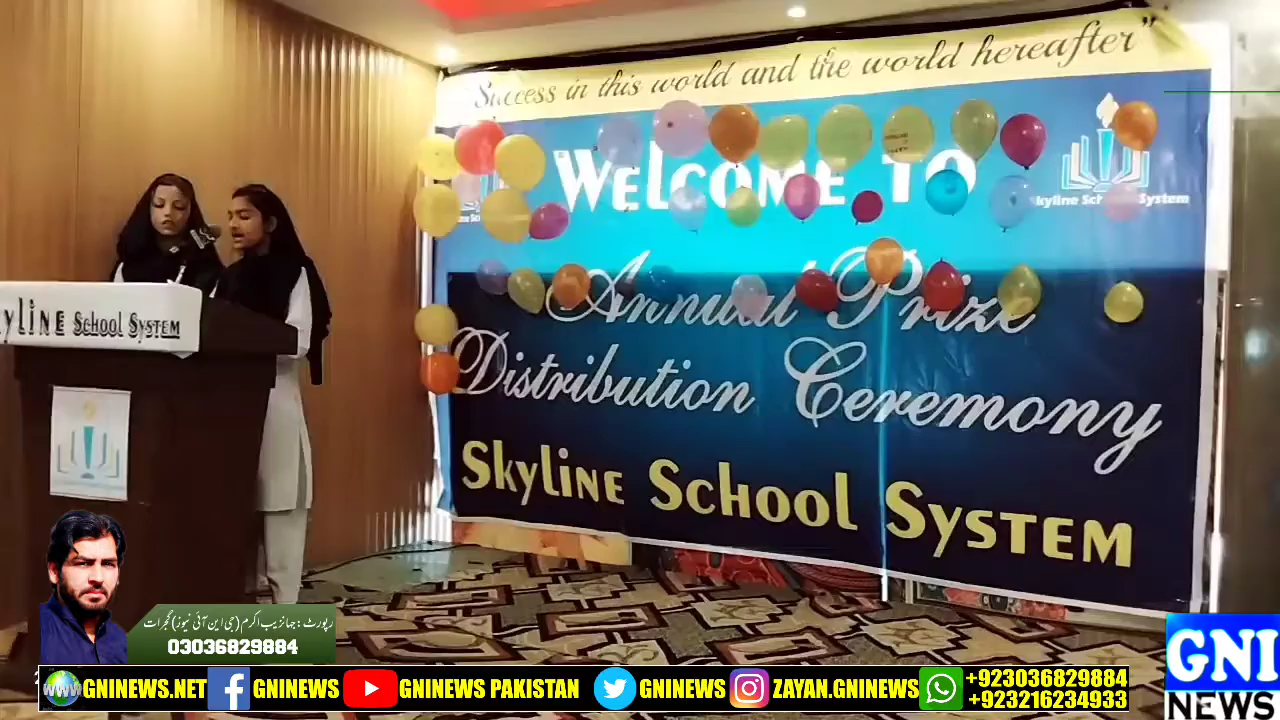 "Success in this world and the world hereafter"
WELCOME TO
Skyline School System
Annual Prize
Distribution Ceremony
Skyline School System
Skyline School System
رپورٹ: جہانزیب اکرم (جی این آئی نیوز) گجرات
03036829884
GNINEWS.NET GNINEWS GNINEWS PAKISTAN GNINEWS ZAYAN.GNINEWS +923036829884
+923216234933
GNI
NEWS